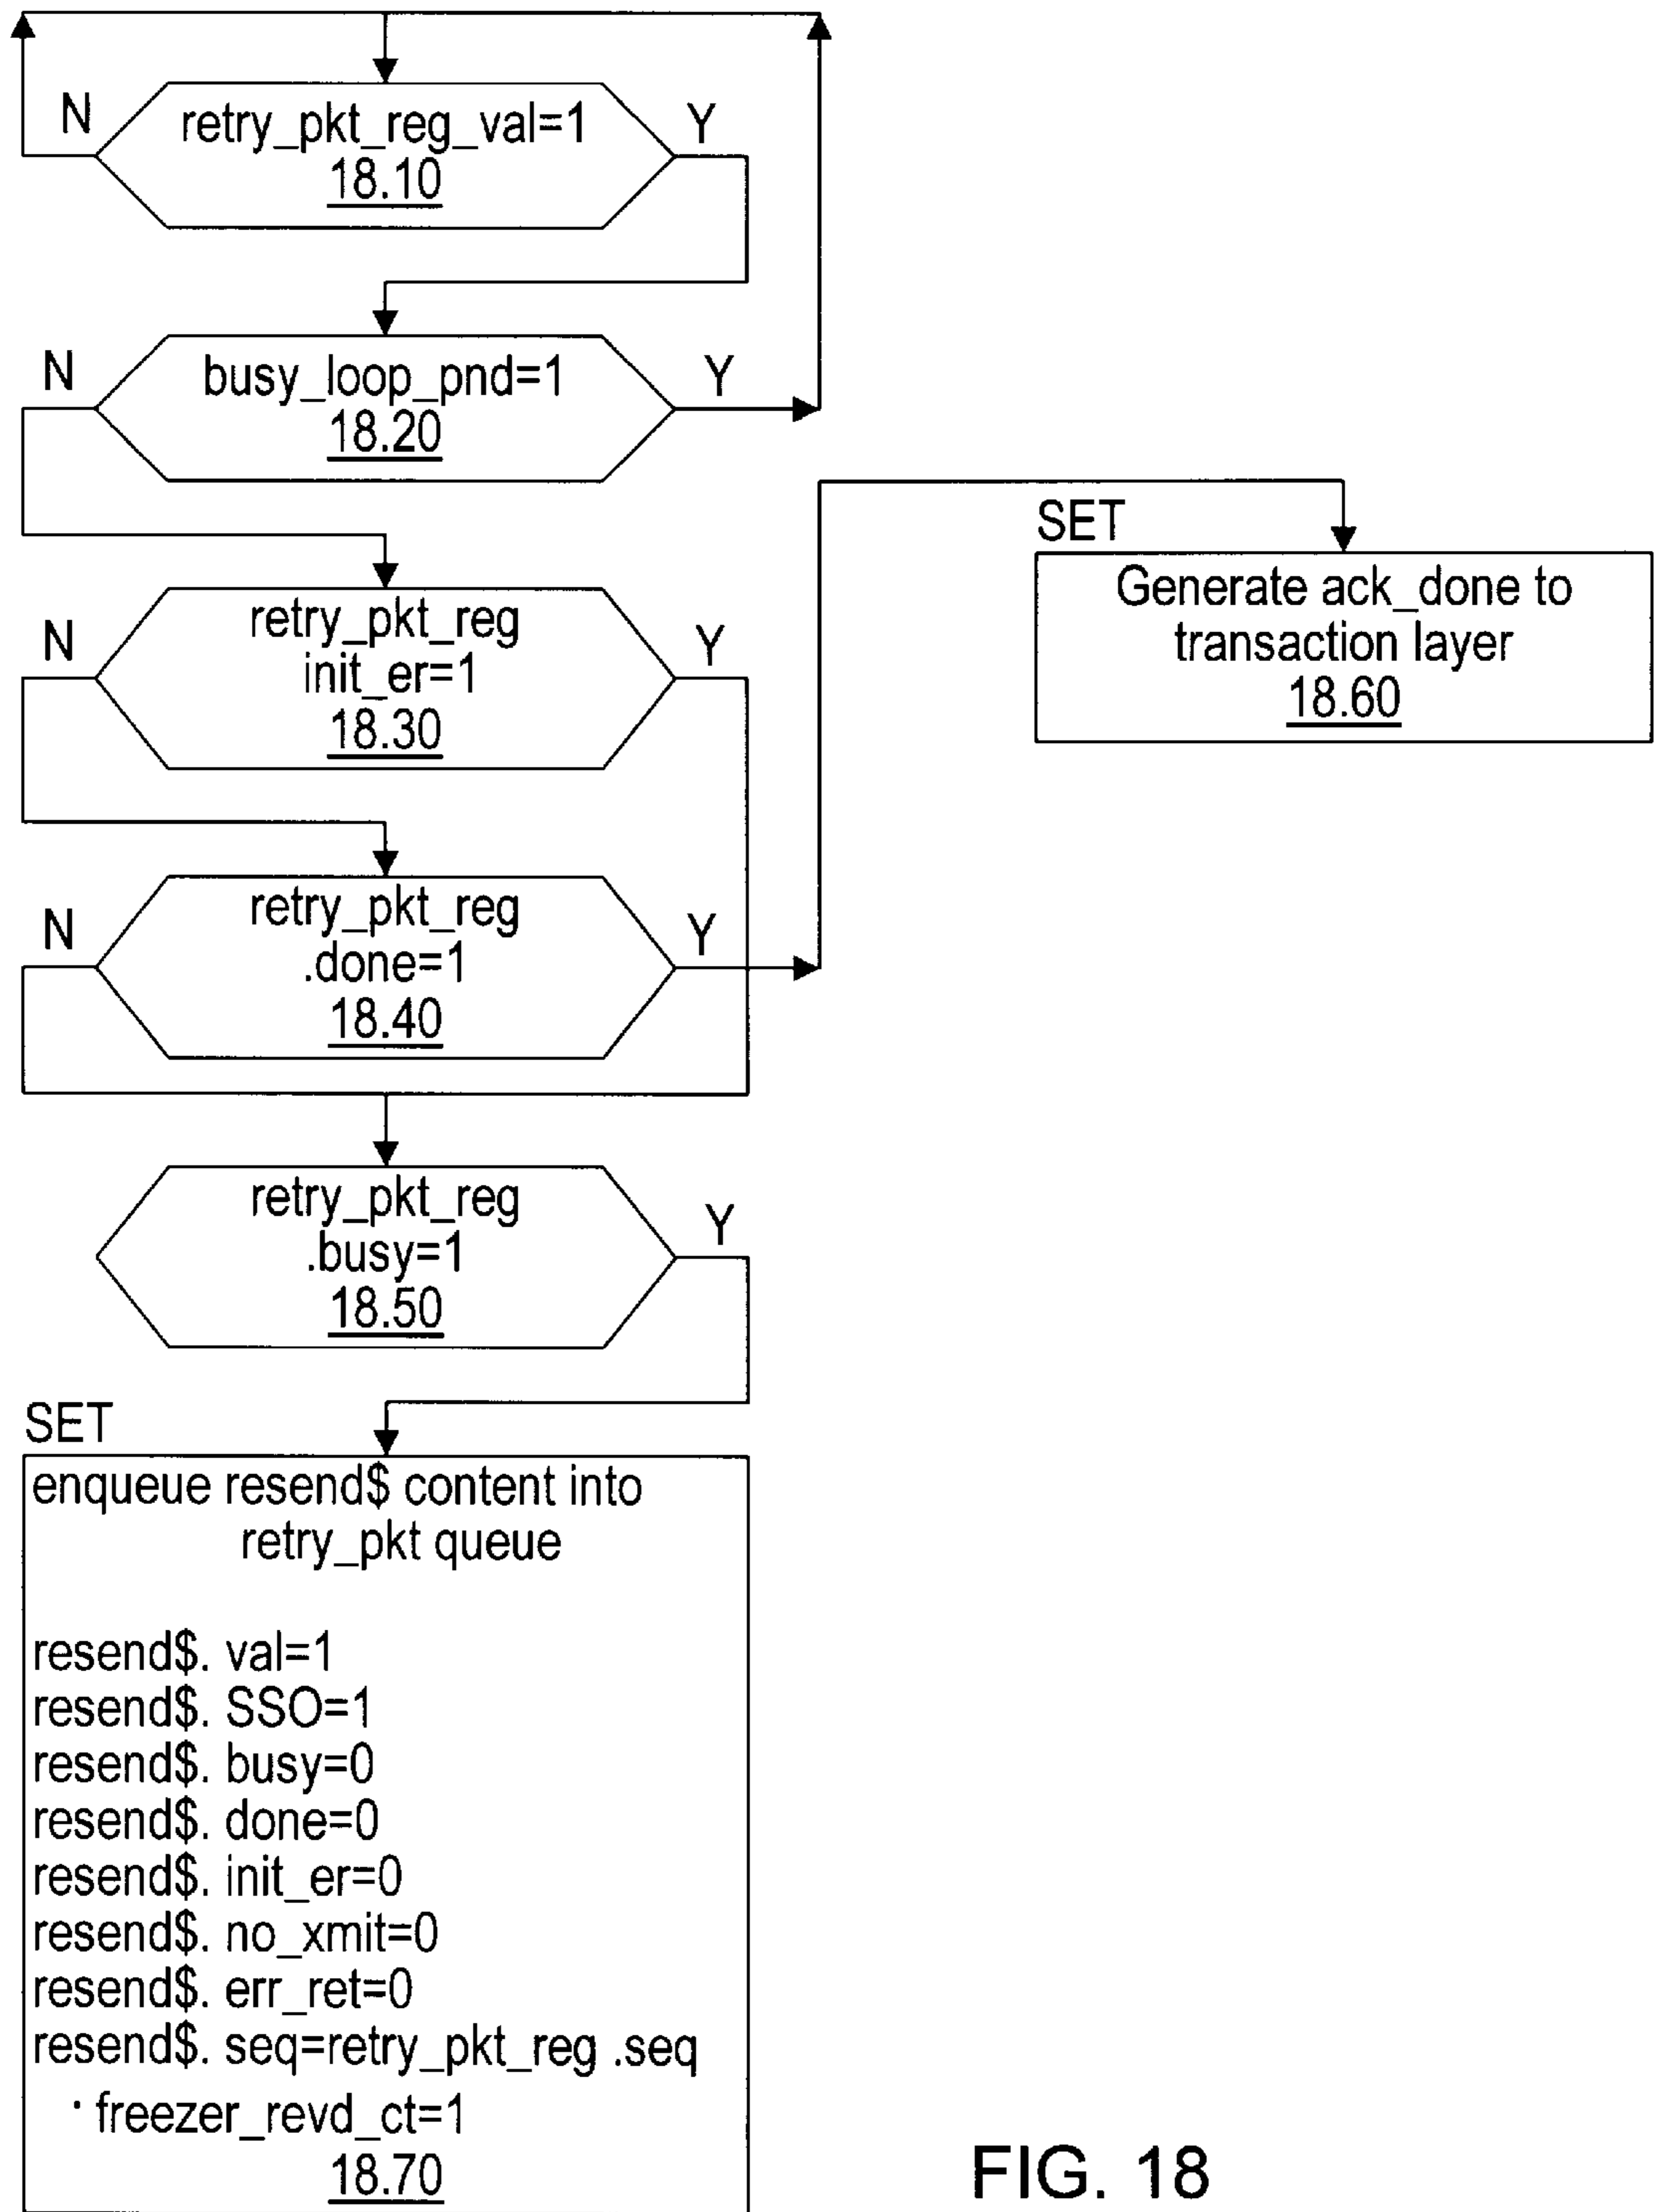 N
retry_pkt_reg_val=1
Y
18.10
N
busy_loop_pnd=1
Y
18.20
N
retry_pkt_reg
init_er=1
Y
18.30
SET
Generate ack_done to
transaction layer
18.60
N
retry_pkt_reg
.done=1
Y
18.40
retry_pkt_reg
.busy=1
Y
18.50
SET
enqueue resend$ content into
retry_pkt queue
resend$. val=1
resend$. SSO=1
resend$. busy=0
resend$. done=0
resend$. init_er=0
resend$. no_xmit=0
resend$. err_ret=0
resend$. seq=retry_pkt_reg .seq
· freezer_revd_ct=1
18.70
FIG. 18